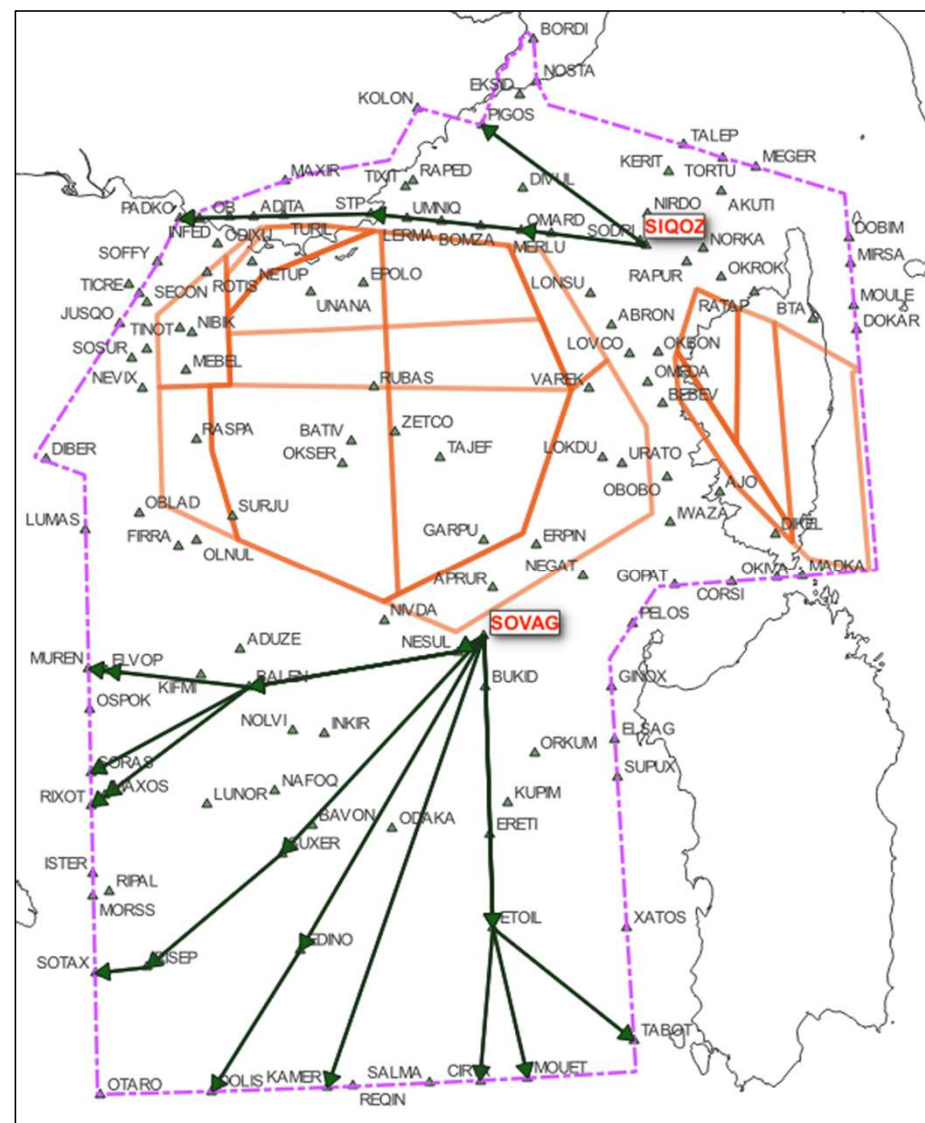 BORDI
NOSTA
EKSID
KOLON
PIGOS
TALEP
MEGER
KERIT
TORTU
MAXIR
TIXIT
RAPED
DIVUL
AKUTI
PADKO
OB
ADITA
STP
UMNIQ
OMARD
SODRI
NIRDO
SIQOZ
DOBIM
INFED
ODIXU
TURIL
LERMA
BOMZA
MERLU
NORKA
SOFFY
NETUP
EPOLO
RAPUR
OKROK
MIRSA
TICRE
SECON
ROTIS
UNANA
LONSU
RATAP
BTA
MOULE
JUSQO
TINOT
NIBIK
ABRON
DOKAR
SOSUR
LOVCO
OKBON
NEVIX
MEBEL
RUBAS
VAREK
OMEDA
BEBEV
RASPA
BATIV
ZETCO
DIBER
OKSER
TAJEF
LOKDU
URATO
OBOBO
AJO
OBLAD
SURJU
LUMAS
FIRRA
OLNUL
GARPU
ERPIN
IWAZA
DIKEL
APRUR
NEGAT
GOPAT
CORSI
OKIVA
MADKA
NIVDA
SOVAG
PELOS
ADUZE
NESUL
MUREN
ELVOP
KIFMI
BALEN
BUKID
GINOX
OSPOK
NOLVI
INKIR
ORKUM
ELSAG
GORAS
SUPUX
RIXOT
LUNOR
NAFOQ
KUPIM
BAVON
ODAKA
ERETI
ISTER
RIPAL
MORSS
ETOIL
XATOS
EDINO
SOTAX
TABOT
OTARO
KAMER
SALMA
MOUET
REQIN